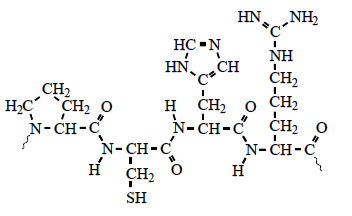 HN NH₂
C
HC N
HN CH NH
C CH₂
CH₂
H₂C CH₂ O H CH₂ O CH₂
N CH C N CH C CH₂ O
N CH C N CH C
H CH₂ O H
SH